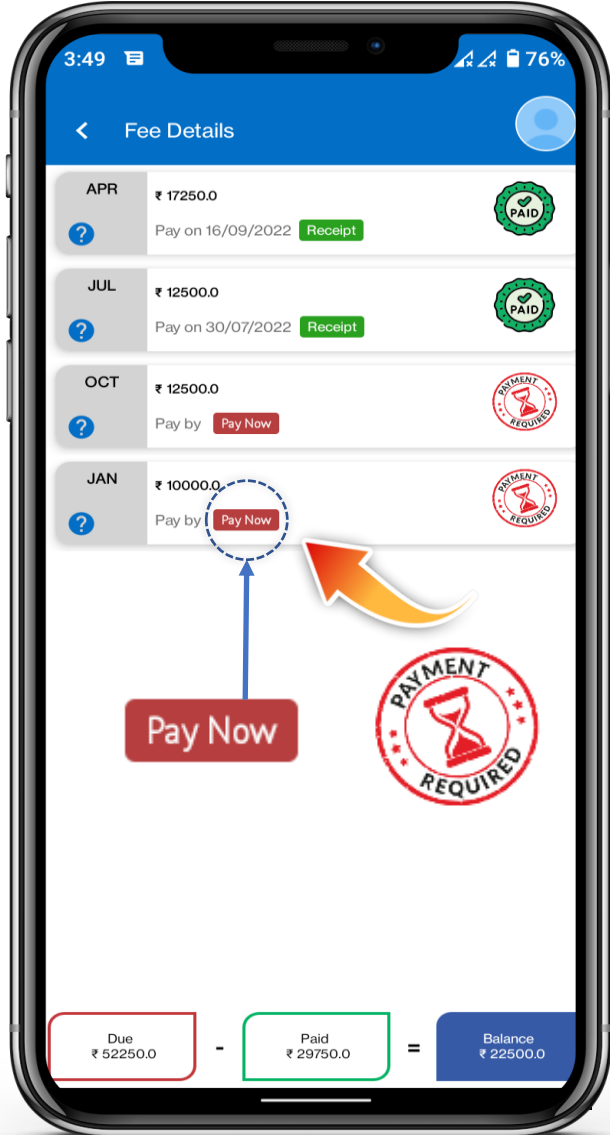 3:49 76%
Fee Details
APR
₹ 17250.0
PAID
Pay on 16/09/2022 Receipt
?
JUL
₹ 12500.0
PAID
Pay on 30/07/2022 Receipt
?
OCT
₹ 12500.0
PAYMENT
REQUIRED
Pay by Pay Now
?
JAN
₹ 10000.0
PAYMENT
REQUIRED
Pay by Pay Now
?
PAYMENT
REQUIRED
Pay Now
Due - Paid = Balance
₹ 52250.0 ₹ 29750.0 ₹ 22500.0